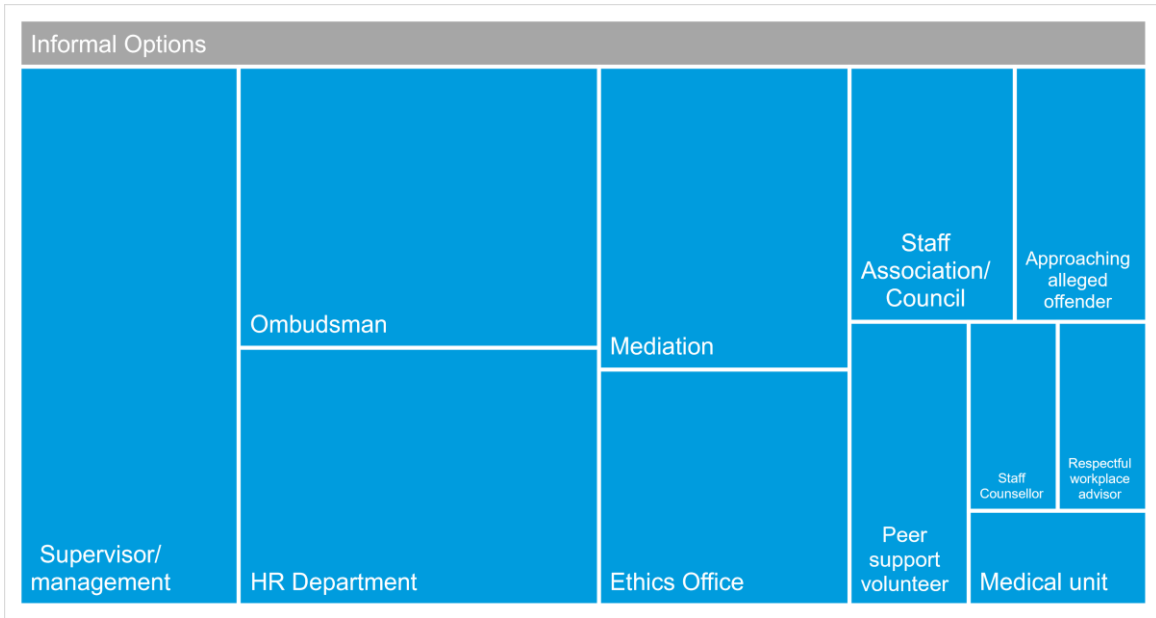 Informal Options
Supervisor/
management
Ombudsman
HR Department
Mediation
Ethics Office
Staff
Association/
Council
Approaching
alleged
offender
Peer
support
volunteer
Staff
Counsellor
Respectful
workplace
advisor
Medical unit